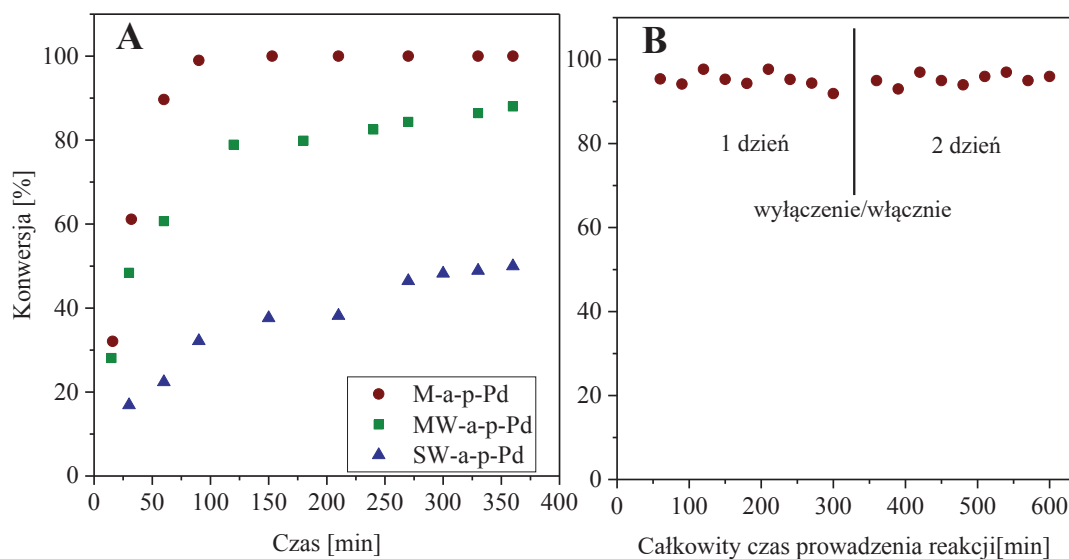 A
Konwersja [%]
100
80
60
40
20
0
M-a-p-Pd
MW-a-p-Pd
SW-a-p-Pd
0 50 100 150 200 250 300 350 400
Czas [min]
B
100
80
60
40
20
0
1 dzień
2 dzień
wyłączenie/włącznie
0 100 200 300 400 500 600
Całkowity czas prowadzenia reakcji[min]